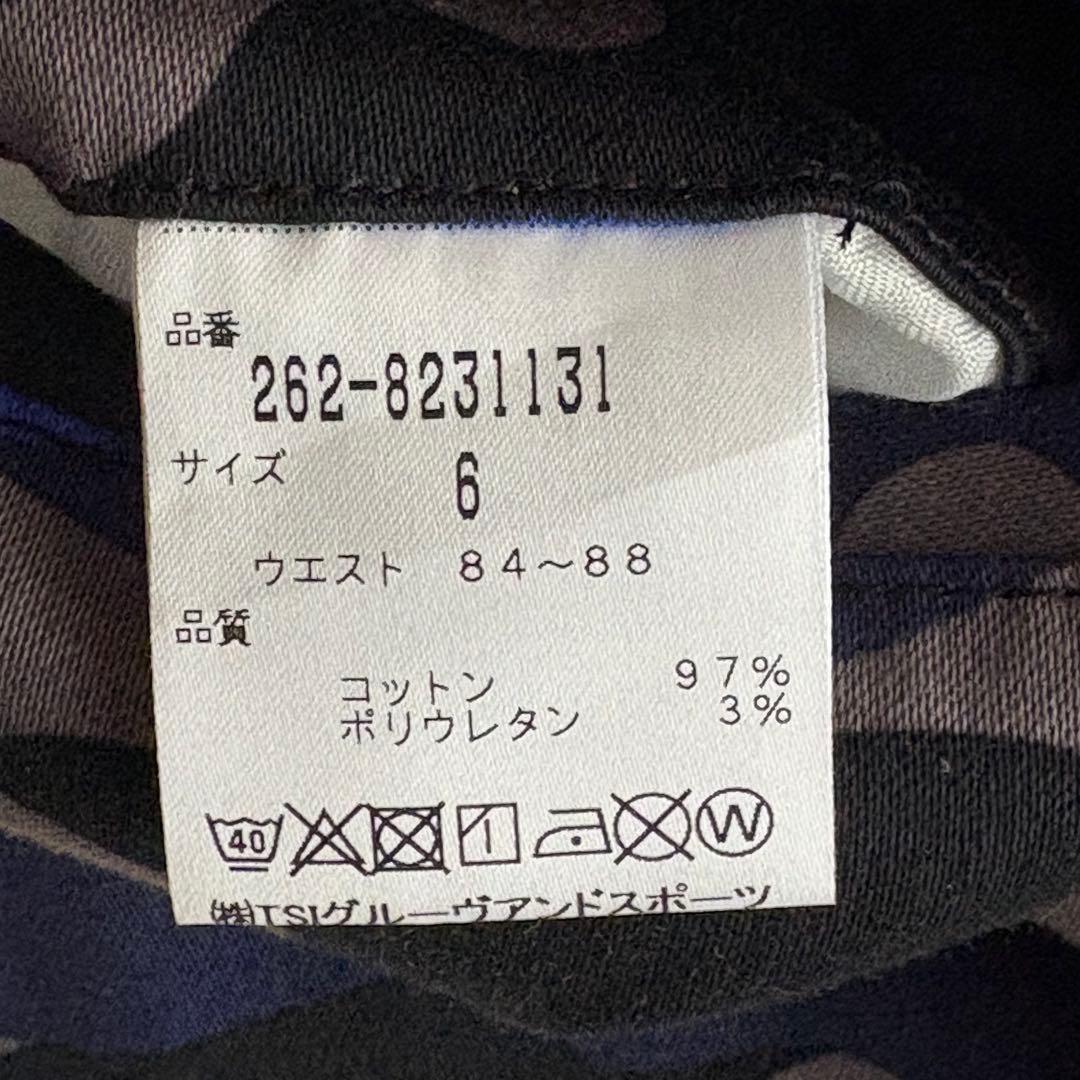 品番
262-8231131
サイズ 6
ウエスト 84~88
品質
コットン 97%
ポリウレタン 3%
40 W
㈱TSIグルーヴアンドスポーツ